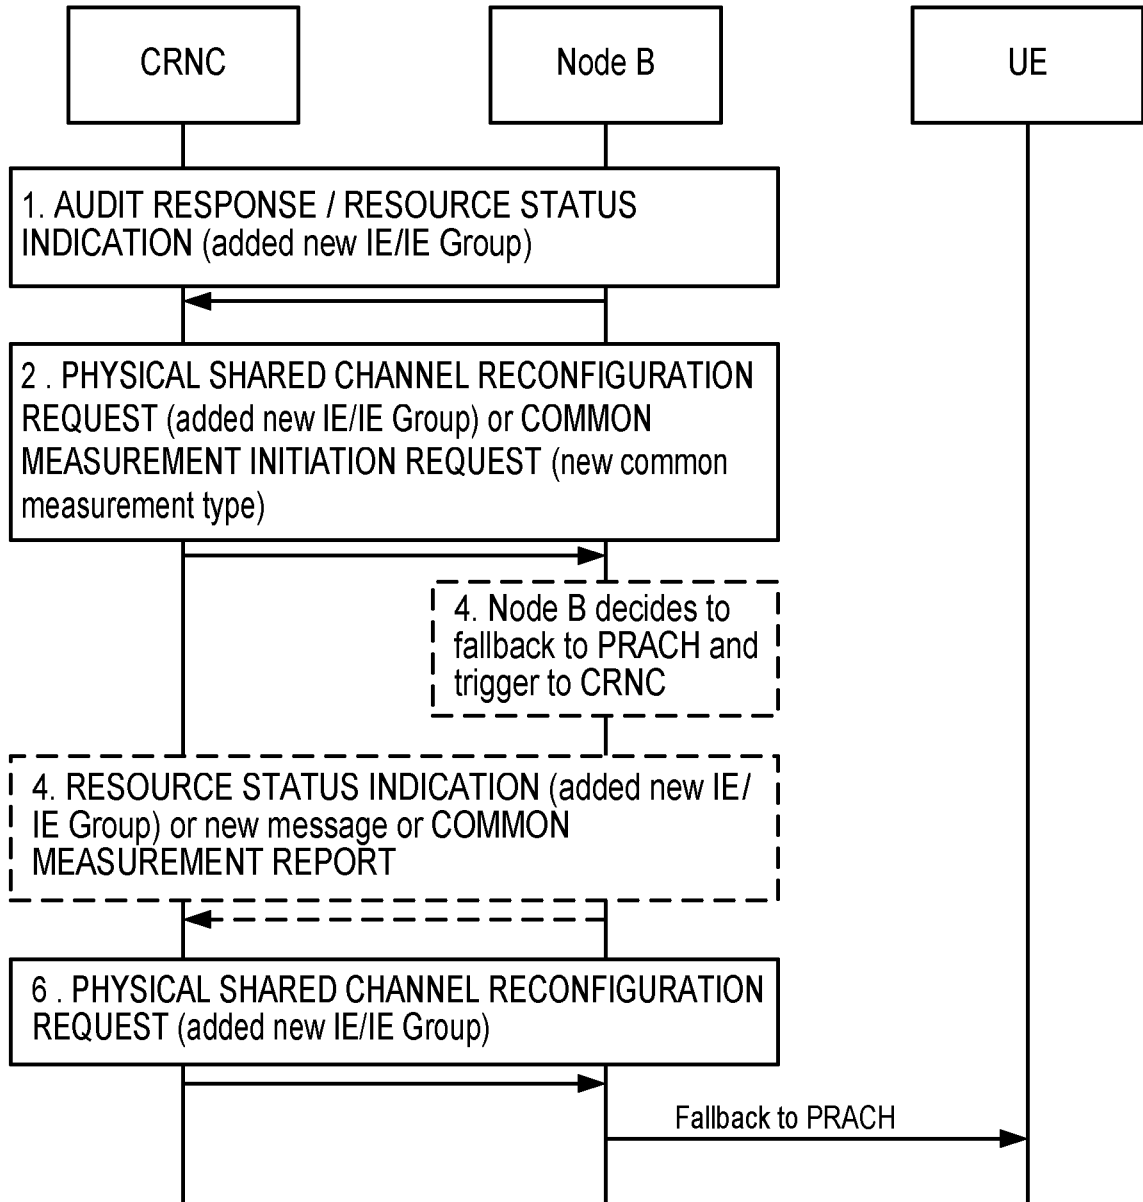 CRNC
Node B
UE
1. AUDIT RESPONSE / RESOURCE STATUS
INDICATION (added new IE/IE Group)
2 . PHYSICAL SHARED CHANNEL RECONFIGURATION
REQUEST (added new IE/IE Group) or COMMON
MEASUREMENT INITIATION REQUEST (new common
measurement type)
4. Node B decides to
fallback to PRACH and
trigger to CRNC
4. RESOURCE STATUS INDICATION (added new IE/
IE Group) or new message or COMMON
MEASUREMENT REPORT
6 . PHYSICAL SHARED CHANNEL RECONFIGURATION
REQUEST (added new IE/IE Group)
Fallback to PRACH